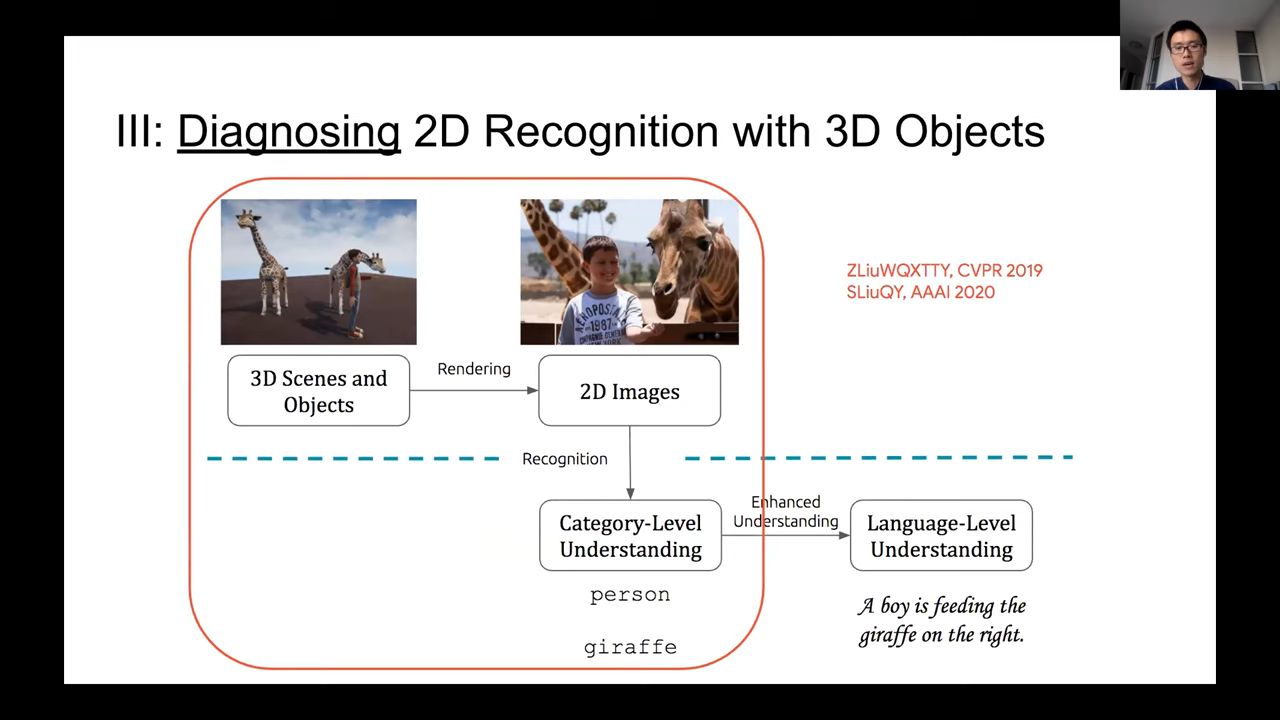 III: Diagnosing 2D Recognition with 3D Objects
AÉROPOSTALE
1987
ZLiuWQXTTY, CVPR 2019
SLiuQY, AAAI 2020
3D Scenes and
Objects
Rendering
2D Images
Recognition
Category-Level
Understanding
Enhanced
Understanding
Language-Level
Understanding
person
giraffe
A boy is feeding the
giraffe on the right.